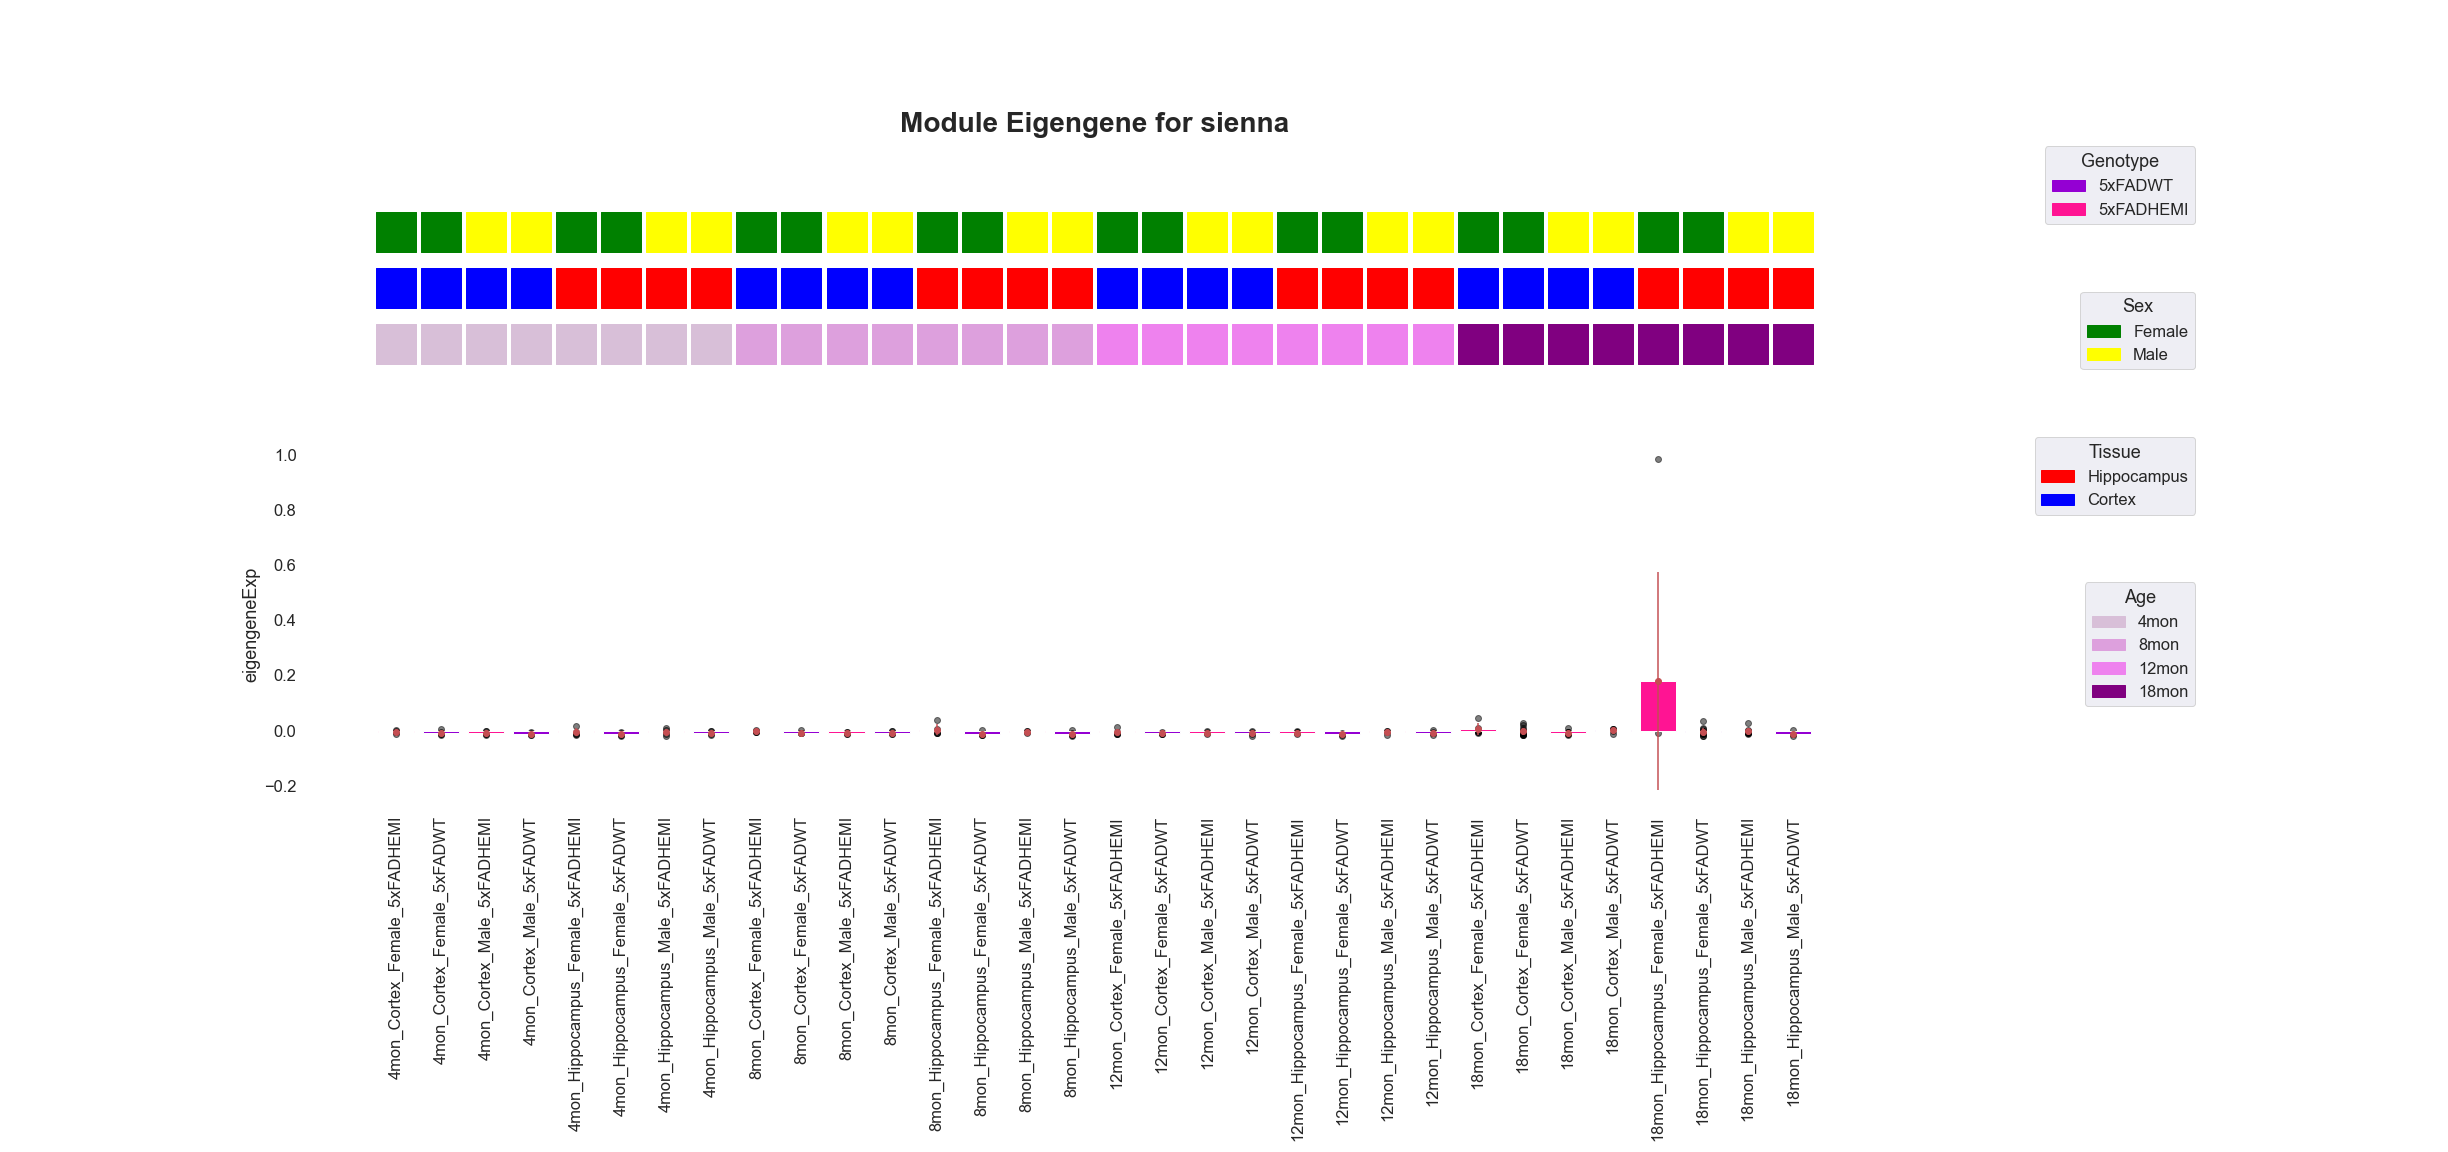 Module Eigengene for sienna
Genotype
5xFADWT
5xFADHEMI
Sex
Female
Male
Tissue
Hippocampus
Cortex
Age
4mon
8mon
12mon
18mon
eigengeneExp
1.0
0.8
0.6
0.4
0.2
0.0
−0.2
4mon_Cortex_Female_5xFADHEMI
4mon_Cortex_Female_5xFADWT
4mon_Cortex_Male_5xFADHEMI
4mon_Cortex_Male_5xFADWT
4mon_Hippocampus_Female_5xFADHEMI
4mon_Hippocampus_Female_5xFADWT
4mon_Hippocampus_Male_5xFADHEMI
4mon_Hippocampus_Male_5xFADWT
8mon_Cortex_Female_5xFADHEMI
8mon_Cortex_Female_5xFADWT
8mon_Cortex_Male_5xFADHEMI
8mon_Cortex_Male_5xFADWT
8mon_Hippocampus_Female_5xFADHEMI
8mon_Hippocampus_Female_5xFADWT
8mon_Hippocampus_Male_5xFADHEMI
8mon_Hippocampus_Male_5xFADWT
12mon_Cortex_Female_5xFADHEMI
12mon_Cortex_Female_5xFADWT
12mon_Cortex_Male_5xFADHEMI
12mon_Cortex_Male_5xFADWT
12mon_Hippocampus_Female_5xFADHEMI
12mon_Hippocampus_Female_5xFADWT
12mon_Hippocampus_Male_5xFADHEMI
12mon_Hippocampus_Male_5xFADWT
18mon_Cortex_Female_5xFADHEMI
18mon_Cortex_Female_5xFADWT
18mon_Cortex_Male_5xFADHEMI
18mon_Cortex_Male_5xFADWT
18mon_Hippocampus_Female_5xFADHEMI
18mon_Hippocampus_Female_5xFADWT
18mon_Hippocampus_Male_5xFADHEMI
18mon_Hippocampus_Male_5xFADWT